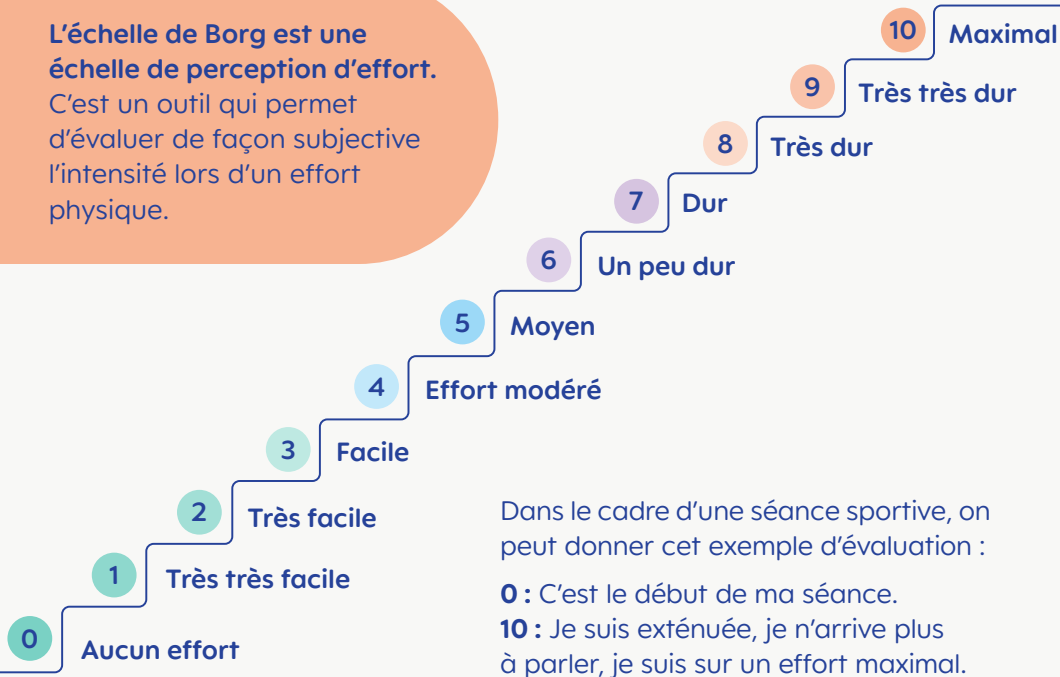 L'échelle de Borg est une
échelle de perception d'effort.
C'est un outil qui permet
d'évaluer de façon subjective
l'intensité lors d'un effort
physique.
10 Maximal
9 Très très dur
8 Très dur
7 Dur
6 Un peu dur
5 Moyen
4 Effort modéré
3 Facile
2 Très facile
1 Très très facile
0 Aucun effort
Dans le cadre d'une séance sportive, on
peut donner cet exemple d'évaluation :
0 : C'est le début de ma séance.
10 : Je suis exténuée, je n'arrive plus
à parler, je suis sur un effort maximal.